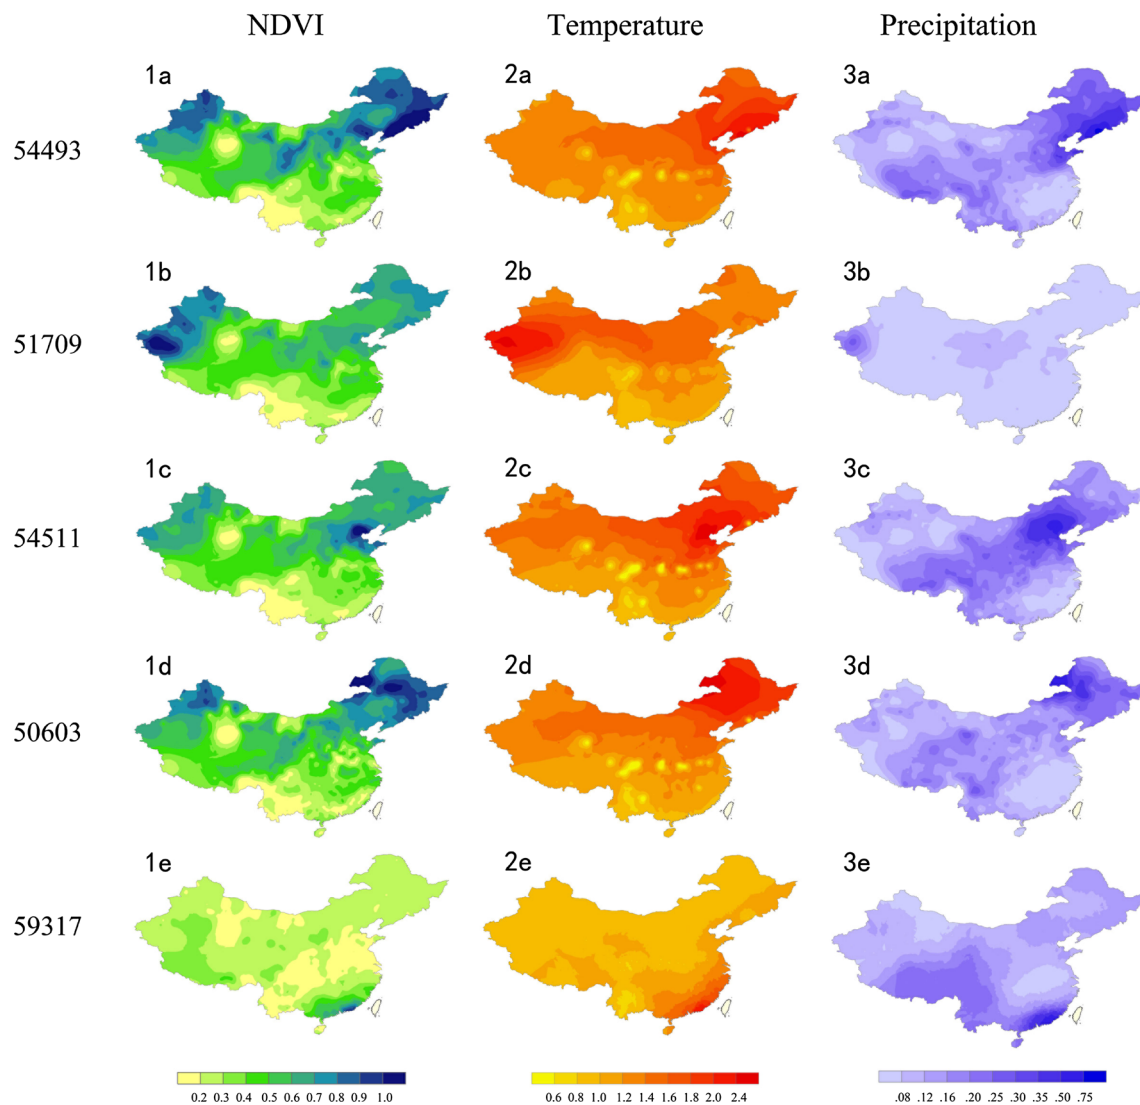 NDVI Temperature Precipitation
1a 2a 3a
54493
1b 2b 3b
51709
1c 2c 3c
54511
1d 2d 3d
50603
1e 2e 3e
59317
0.2 0.3 0.4 0.5 0.6 0.7 0.8 0.9 1.0 0.6 0.8 1.0 1.2 1.4 1.6 1.8 2.0 2.4 .08 .12 .16 .20 .25 .30 .35 .50 .75